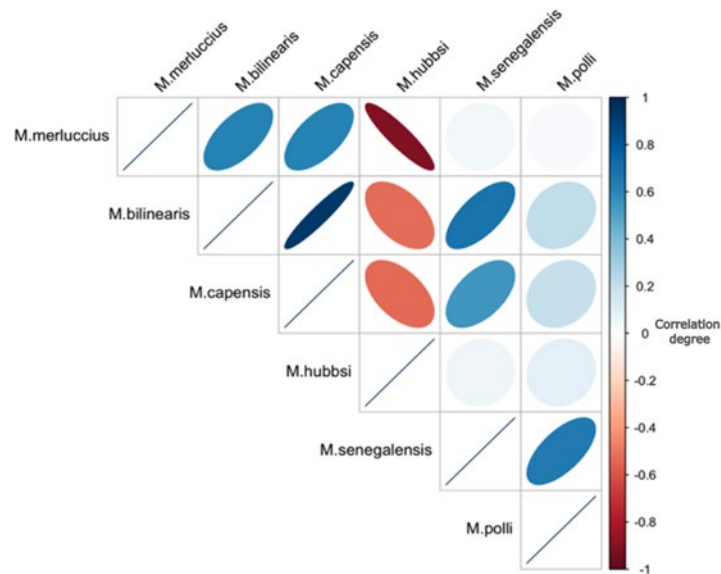 M.merluccius
M.bilinearis
M.capensis
M.hubbsi
M.senegalensis
M.polli
M.merluccius
M.bilinearis
M.capensis
M.hubbsi
M.senegalensis
M.polli
1
0.8
0.6
0.4
0.2
0
-0.2
-0.4
-0.6
-0.8
-1
Correlation
degree